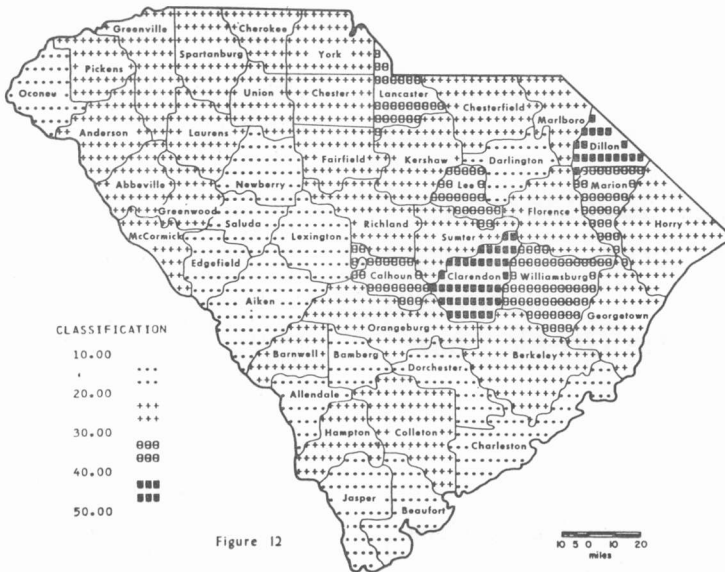 Greenville
Cherokee
Spartanburg
York
Pickens
Oconee
Union
Chester
Lancaster
Chesterfield
Marlboro
Anderson
Laurens
Dillon
Fairfield
Kershaw
Darlington
Abbeville
Newberry
Lee
Marion
Greenwood
Florence
Saluda
Richland
Horry
McCormick
Lexington
Sumter
Edgefield
Calhoun
Clarendon
Williamsburg
Aiken
Georgetown
CLASSIFICATION
Orangeburg
10.00
Barnwell
Bamberg
Berkeley
Dorchester
20.00
Allendale
30.00
Hampton
Colleton
Charleston
40.00
Jasper
Beaufort
50.00
Figure 12
10 5 0 10 20
miles